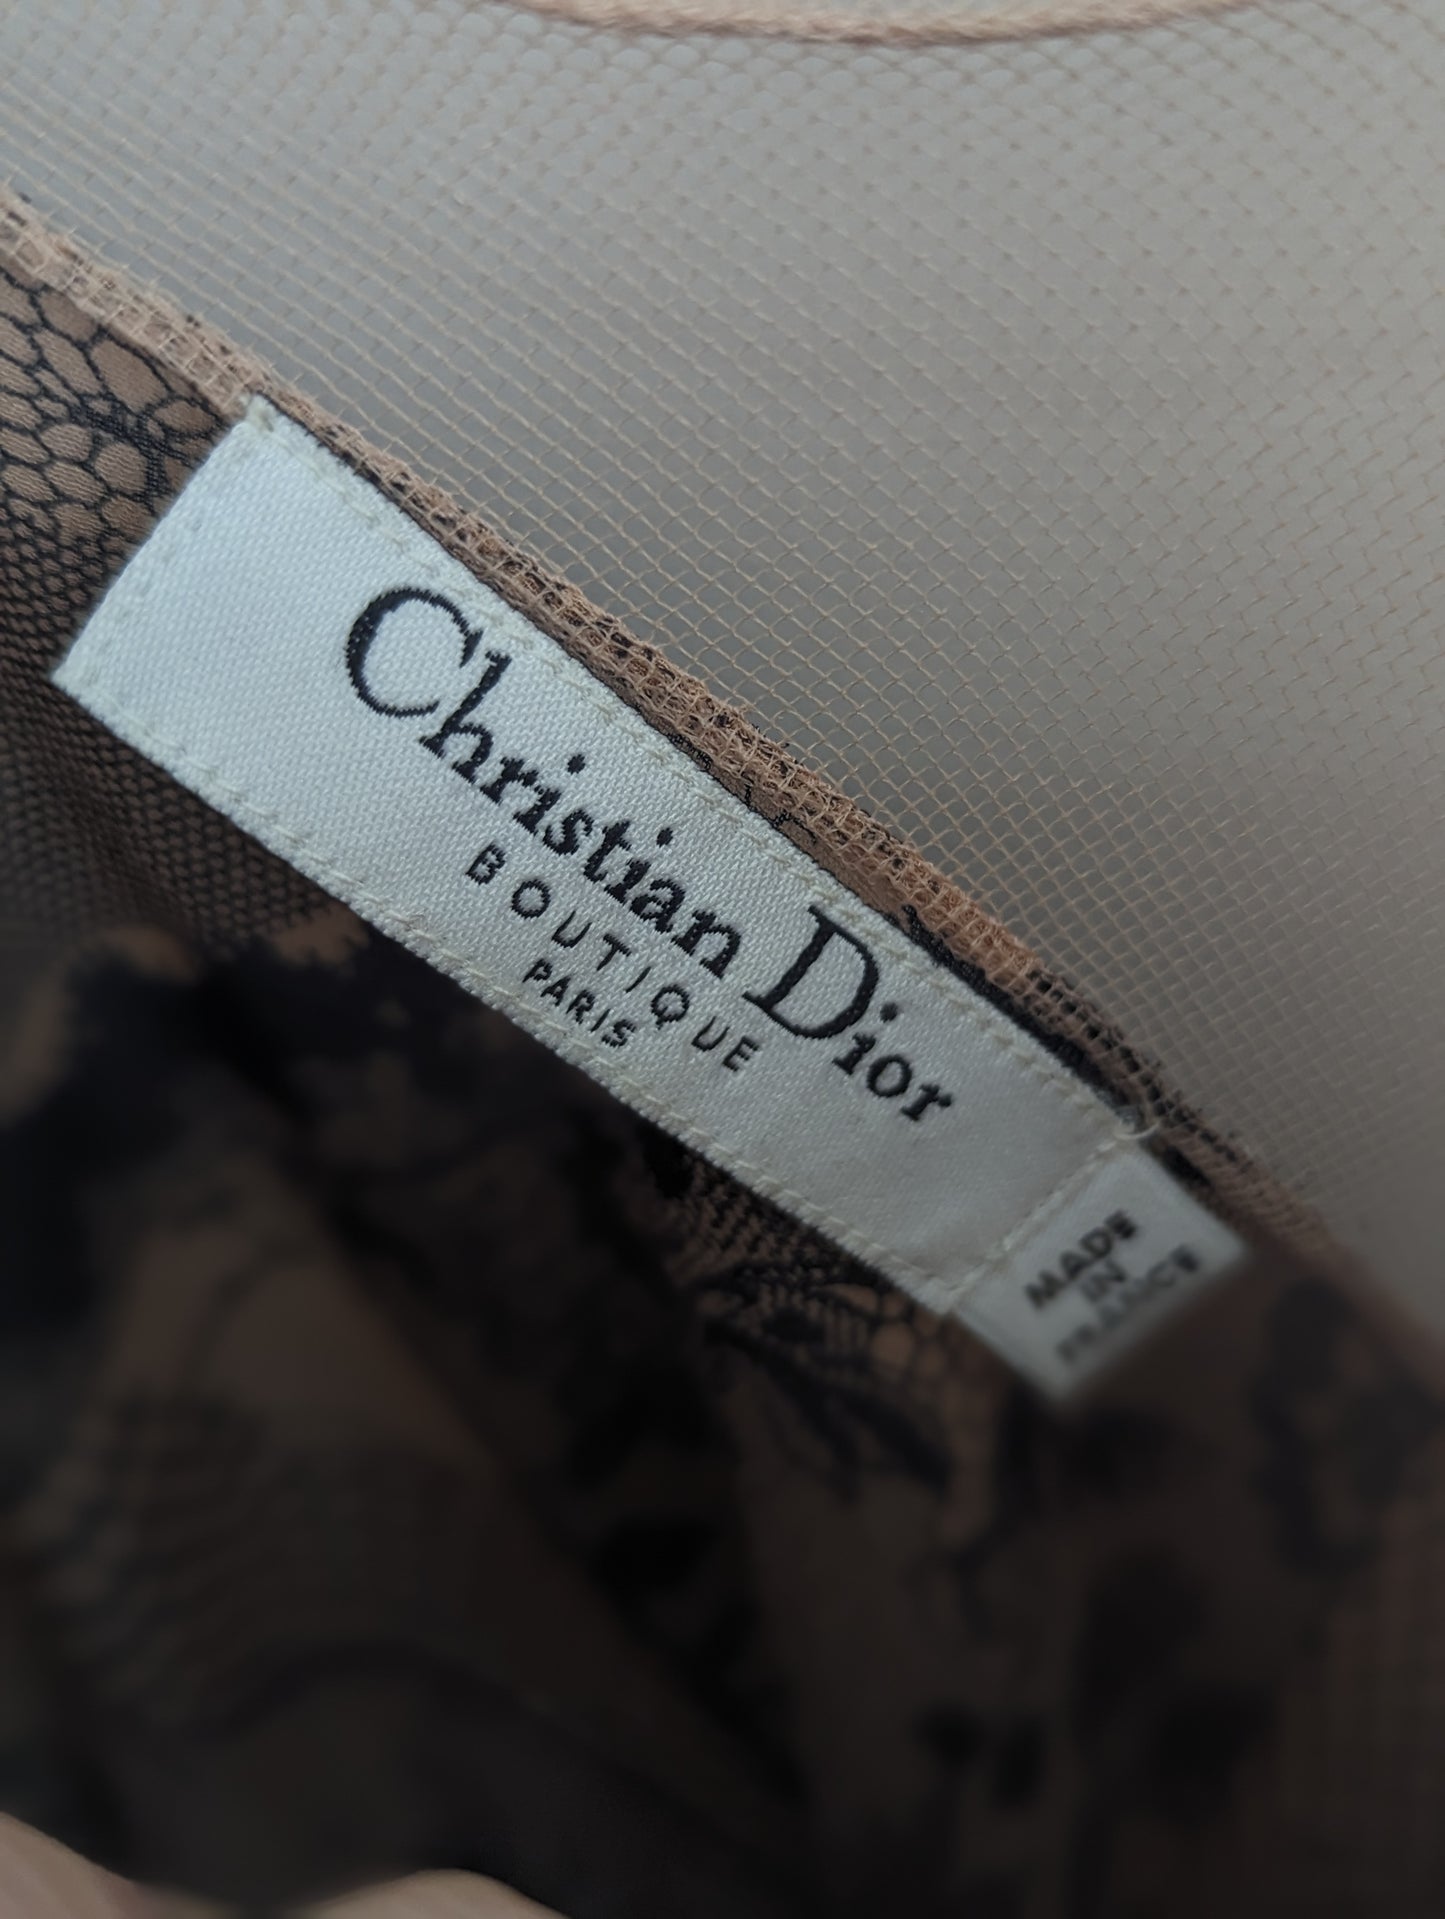 Christian Dior
BOUTIQUE
PARIS
MADE
IN
FRANCE